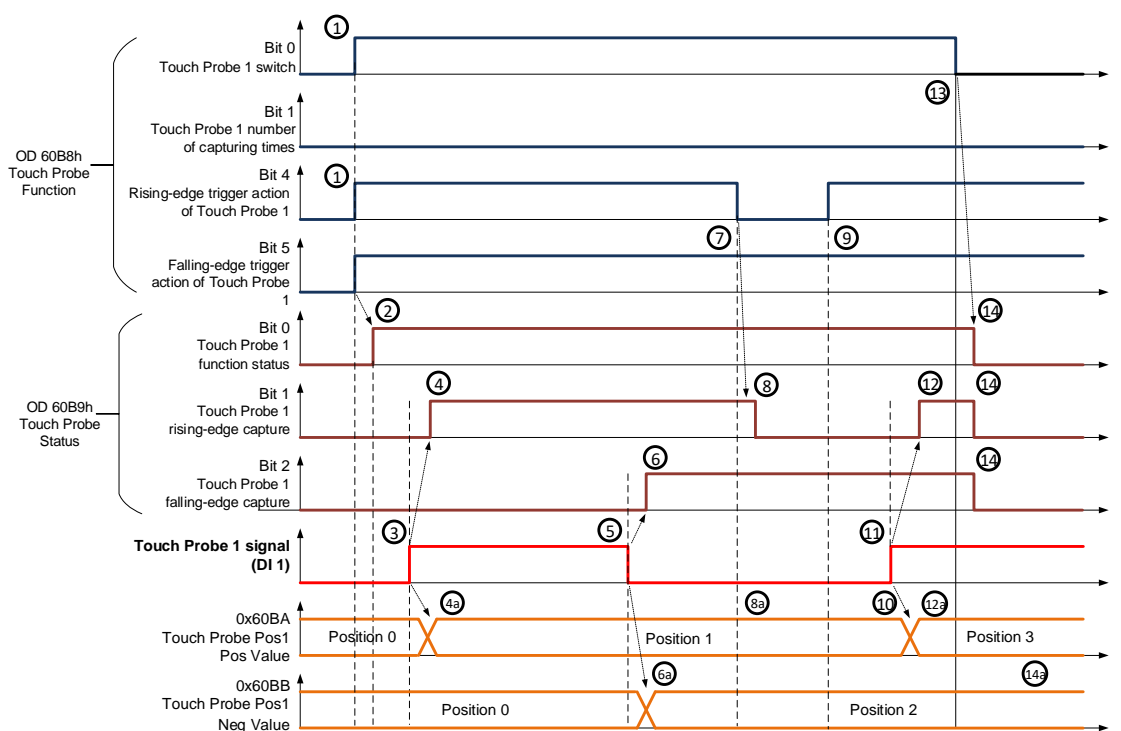 1
Bit 0
Touch Probe 1 switch
13
Bit 1
Touch Probe 1 number
of capturing times
OD 60B8h
Touch Probe
Function
1
Bit 4
Rising-edge trigger action
of Touch Probe 1
7
9
Bit 5
Falling-edge trigger
action of Touch Probe
1
2
14
Bit 0
Touch Probe 1
function status
4
8
12
14
Bit 1
Touch Probe 1
rising-edge capture
OD 60B9h
Touch Probe
Status
6
14
Bit 2
Touch Probe 1
falling-edge capture
3
5
11
Touch Probe 1 signal
(DI 1)
4a
8a
10
12a
0x60BA
Touch Probe Pos1
Pos Value
Position 0
Position 1
Position 3
6a
14a
0x60BB
Touch Probe Pos1
Neg Value
Position 0
Position 2